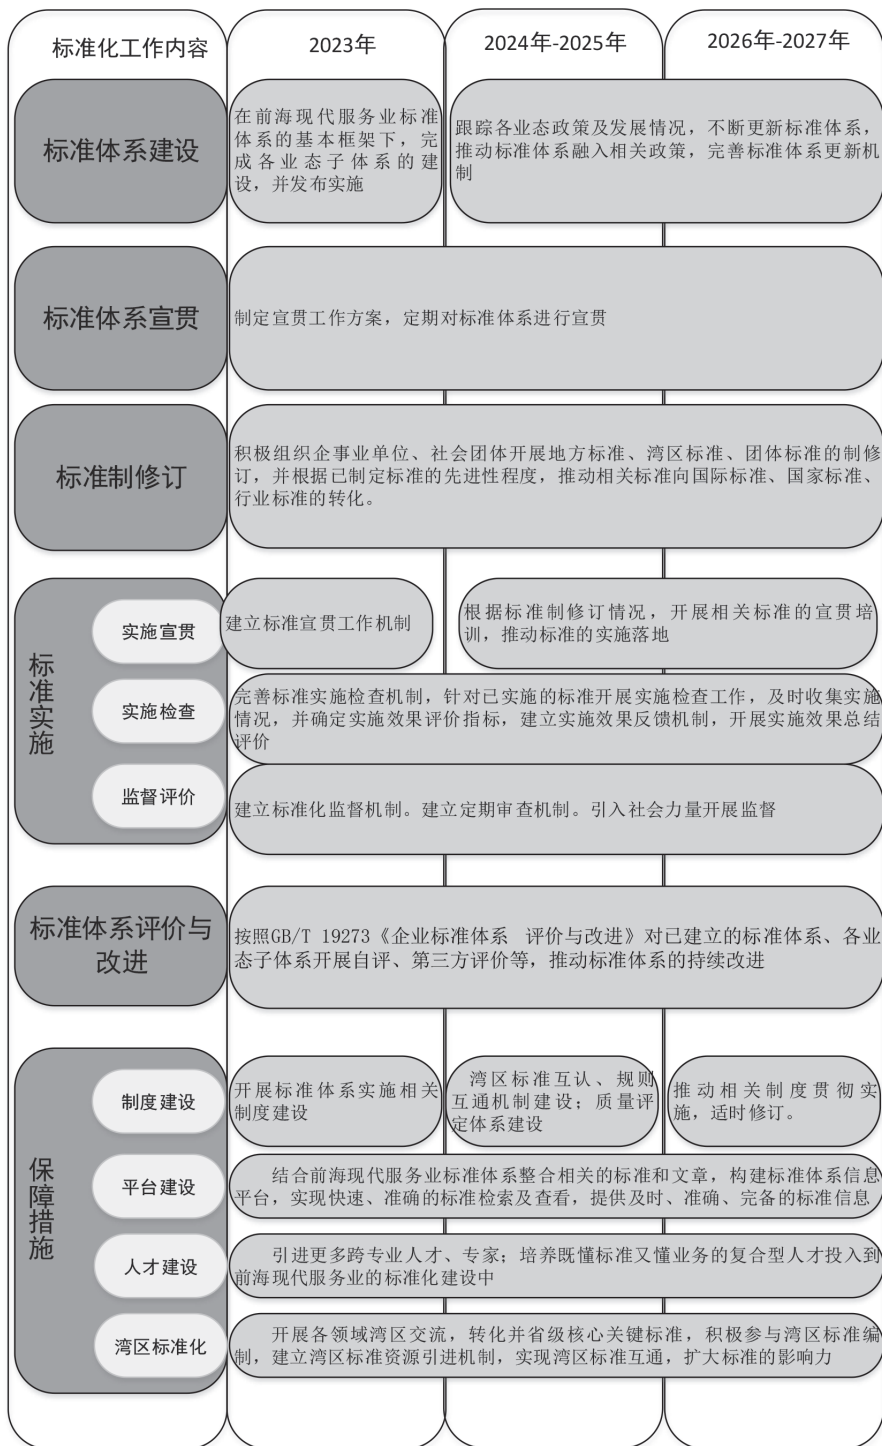 标准化工作内容
2023年
2024年-2025年
2026年-2027年
标准体系建设
在前海现代服务业标准
体系的基本框架下，完
成各业态子体系的建
设，并发布实施
跟踪各业态政策及发展情况，不断更新标准体系，
推动标准体系融入相关政策，完善标准体系更新机
制
标准体系宣贯
制定宣贯工作方案，定期对标准体系进行宣贯
标准制修订
积极组织企事业单位、社会团体开展地方标准、湾区标准、团体标准的制修
订，并根据已制定标准的先进性程度，推动相关标准向国际标准、国家标准、
行业标准的转化。
标准实施
实施宣贯
建立标准宣贯工作机制
根据标准制修订情况，开展相关标准的宣贯培
训，推动标准的实施落地
实施检查
完善标准实施检查机制，针对已实施的标准开展实施检查工作，及时收集实施
情况，并确定实施效果评价指标，建立实施效果反馈机制，开展实施效果总结
评价
监督评价
建立标准化监督机制。建立定期审查机制。引入社会力量开展监督
标准体系评价与
改进
按照GB/T 19273《企业标准体系 评价与改进》对已建立的标准体系、各业
态子体系开展自评、第三方评价等，推动标准体系的持续改进
保障措施
制度建设
开展标准体系实施相关
制度建设
湾区标准互认、规则
互通机制建设；质量评
定体系建设
推动相关制度贯彻实
施，适时修订。
平台建设
结合前海现代服务业标准体系整合相关的标准和文章，构建标准体系信息
平台，实现快速、准确的标准检索及查看，提供及时、准确、完备的标准信息
人才建设
引进更多跨专业人才、专家；培养既懂标准又懂业务的复合型人才投入到
前海现代服务业的标准化建设中
湾区标准化
开展各领域湾区交流，转化并省级核心关键标准，积极参与湾区标准编
制，建立湾区标准资源引进机制，实现湾区标准互通，扩大标准的影响力